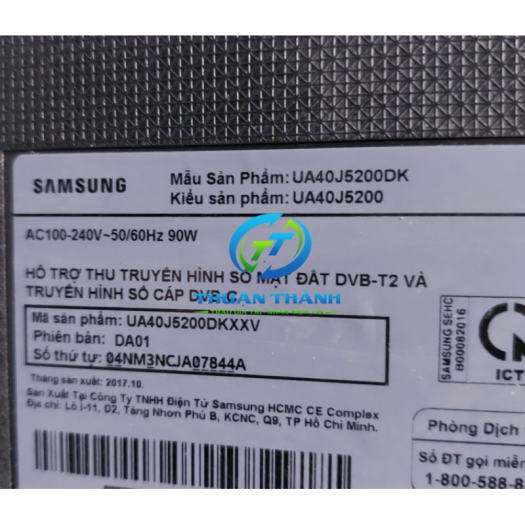 SAMSUNG
Mẫu Sản Phẩm: UA40J5200DK
Kiểu sản phẩm: UA40J5200
AC100-240V~50/60Hz 90W
TT
HỖ TRỢ THU TRUYỀN HÌNH SỐ MẶT ĐẤT DVB-T2 VÀ
TRUYỀN HÌNH SỐ CÁP DVB-C
THUẬN THÀNH
Mã sản phẩm: UA40J5200DKXXV
Phiên bản: DA01
Số thứ tự: 04NM3NCJA07844A
Tháng sản xuất: 2017.10.
Sản Xuất Tại Công Ty TNHH Điện Tử Samsung HCMC CE Complex
Địa chỉ: Lô I-11, D2, Tăng Nhơn Phú B, KCNC, Q9, TP Hồ Chí Minh.
SAMSUNG SEHC
B00082016
ICT
Phòng Dịch
Số ĐT gọi miễn
1-800-588-8